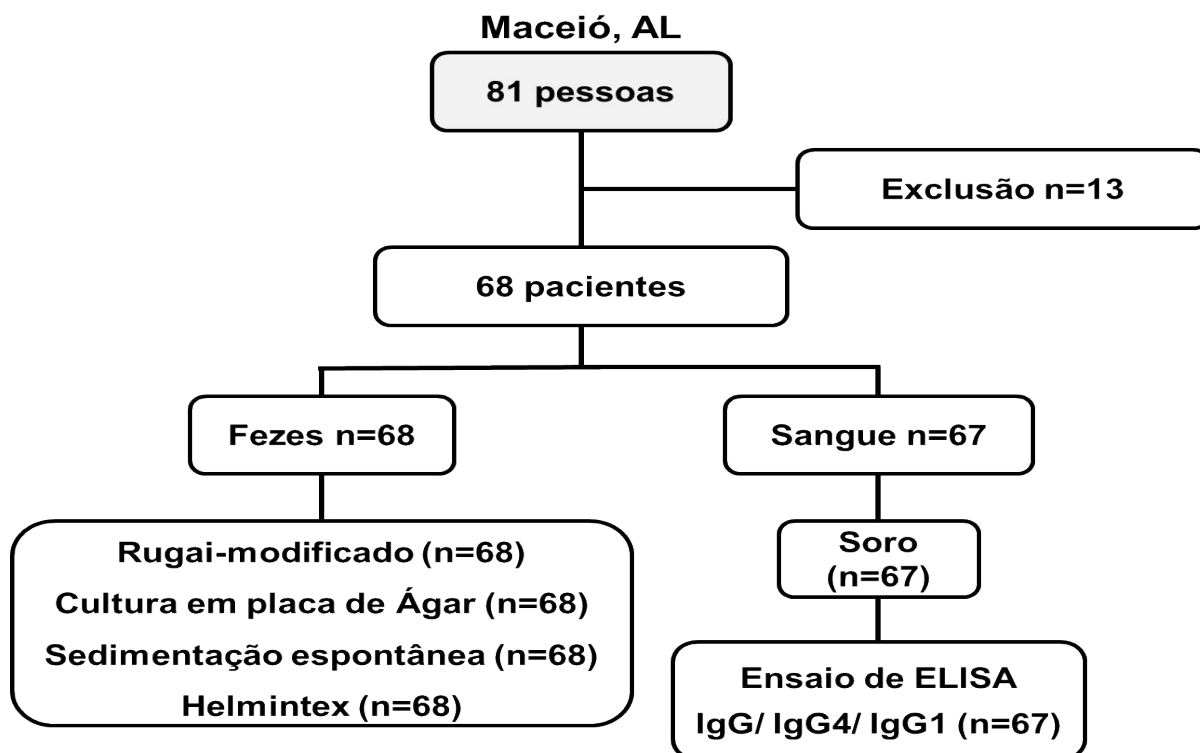 Maceió, AL
81 pessoas
Exclusão n=13
68 pacientes
Fezes n=68
Sangue n=67
Rugai-modificado (n=68)
Cultura em placa de Ágar (n=68)
Sedimentação espontânea (n=68)
Helmintex (n=68)
Soro
(n=67)
Ensaio de ELISA
IgG/ IgG4/ IgG1 (n=67)